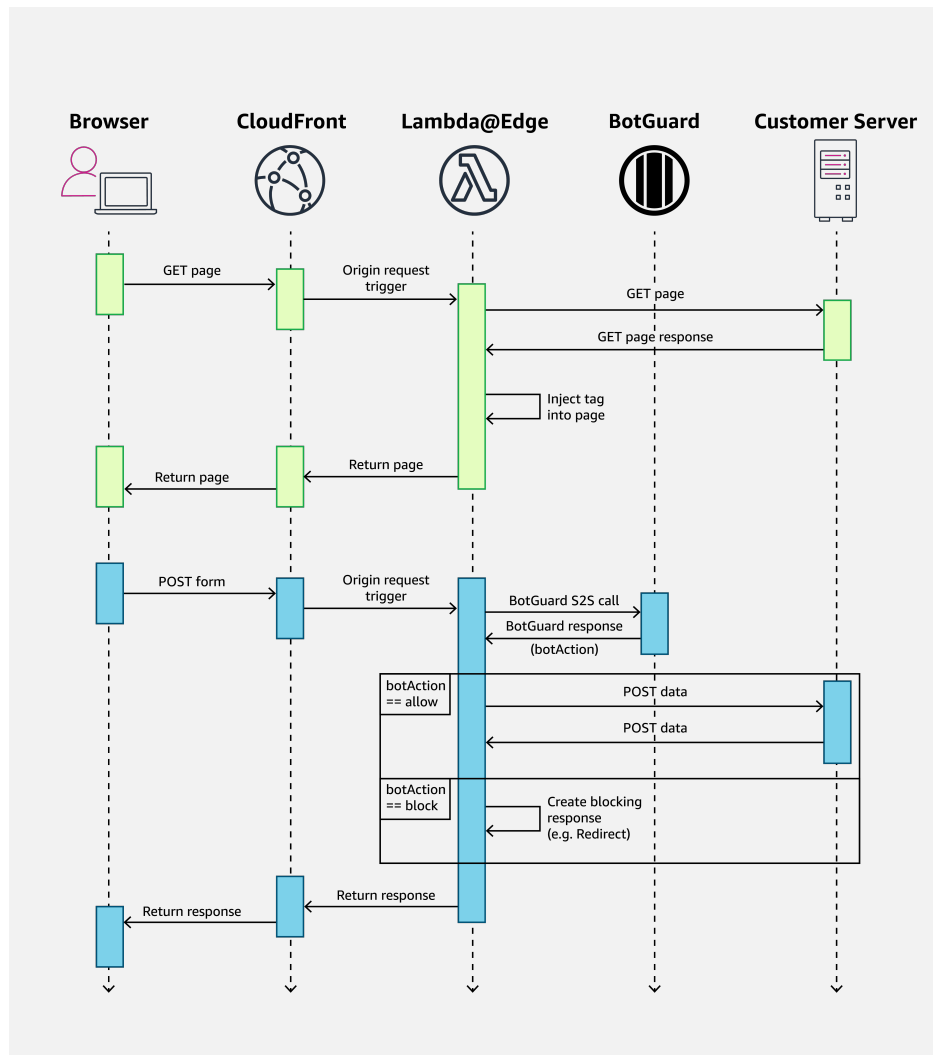 Browser
CloudFront
Lambda@Edge
BotGuard
Customer Server
GET page
Origin request
trigger
GET page
GET page response
Inject tag
into page
Return page
Return page
POST form
Origin request
trigger
BotGuard S2S call
BotGuard response
(botAction)
botAction
== allow
POST data
POST data
botAction
== block
Create blocking
response
(e.g. Redirect)
Return response
Return response